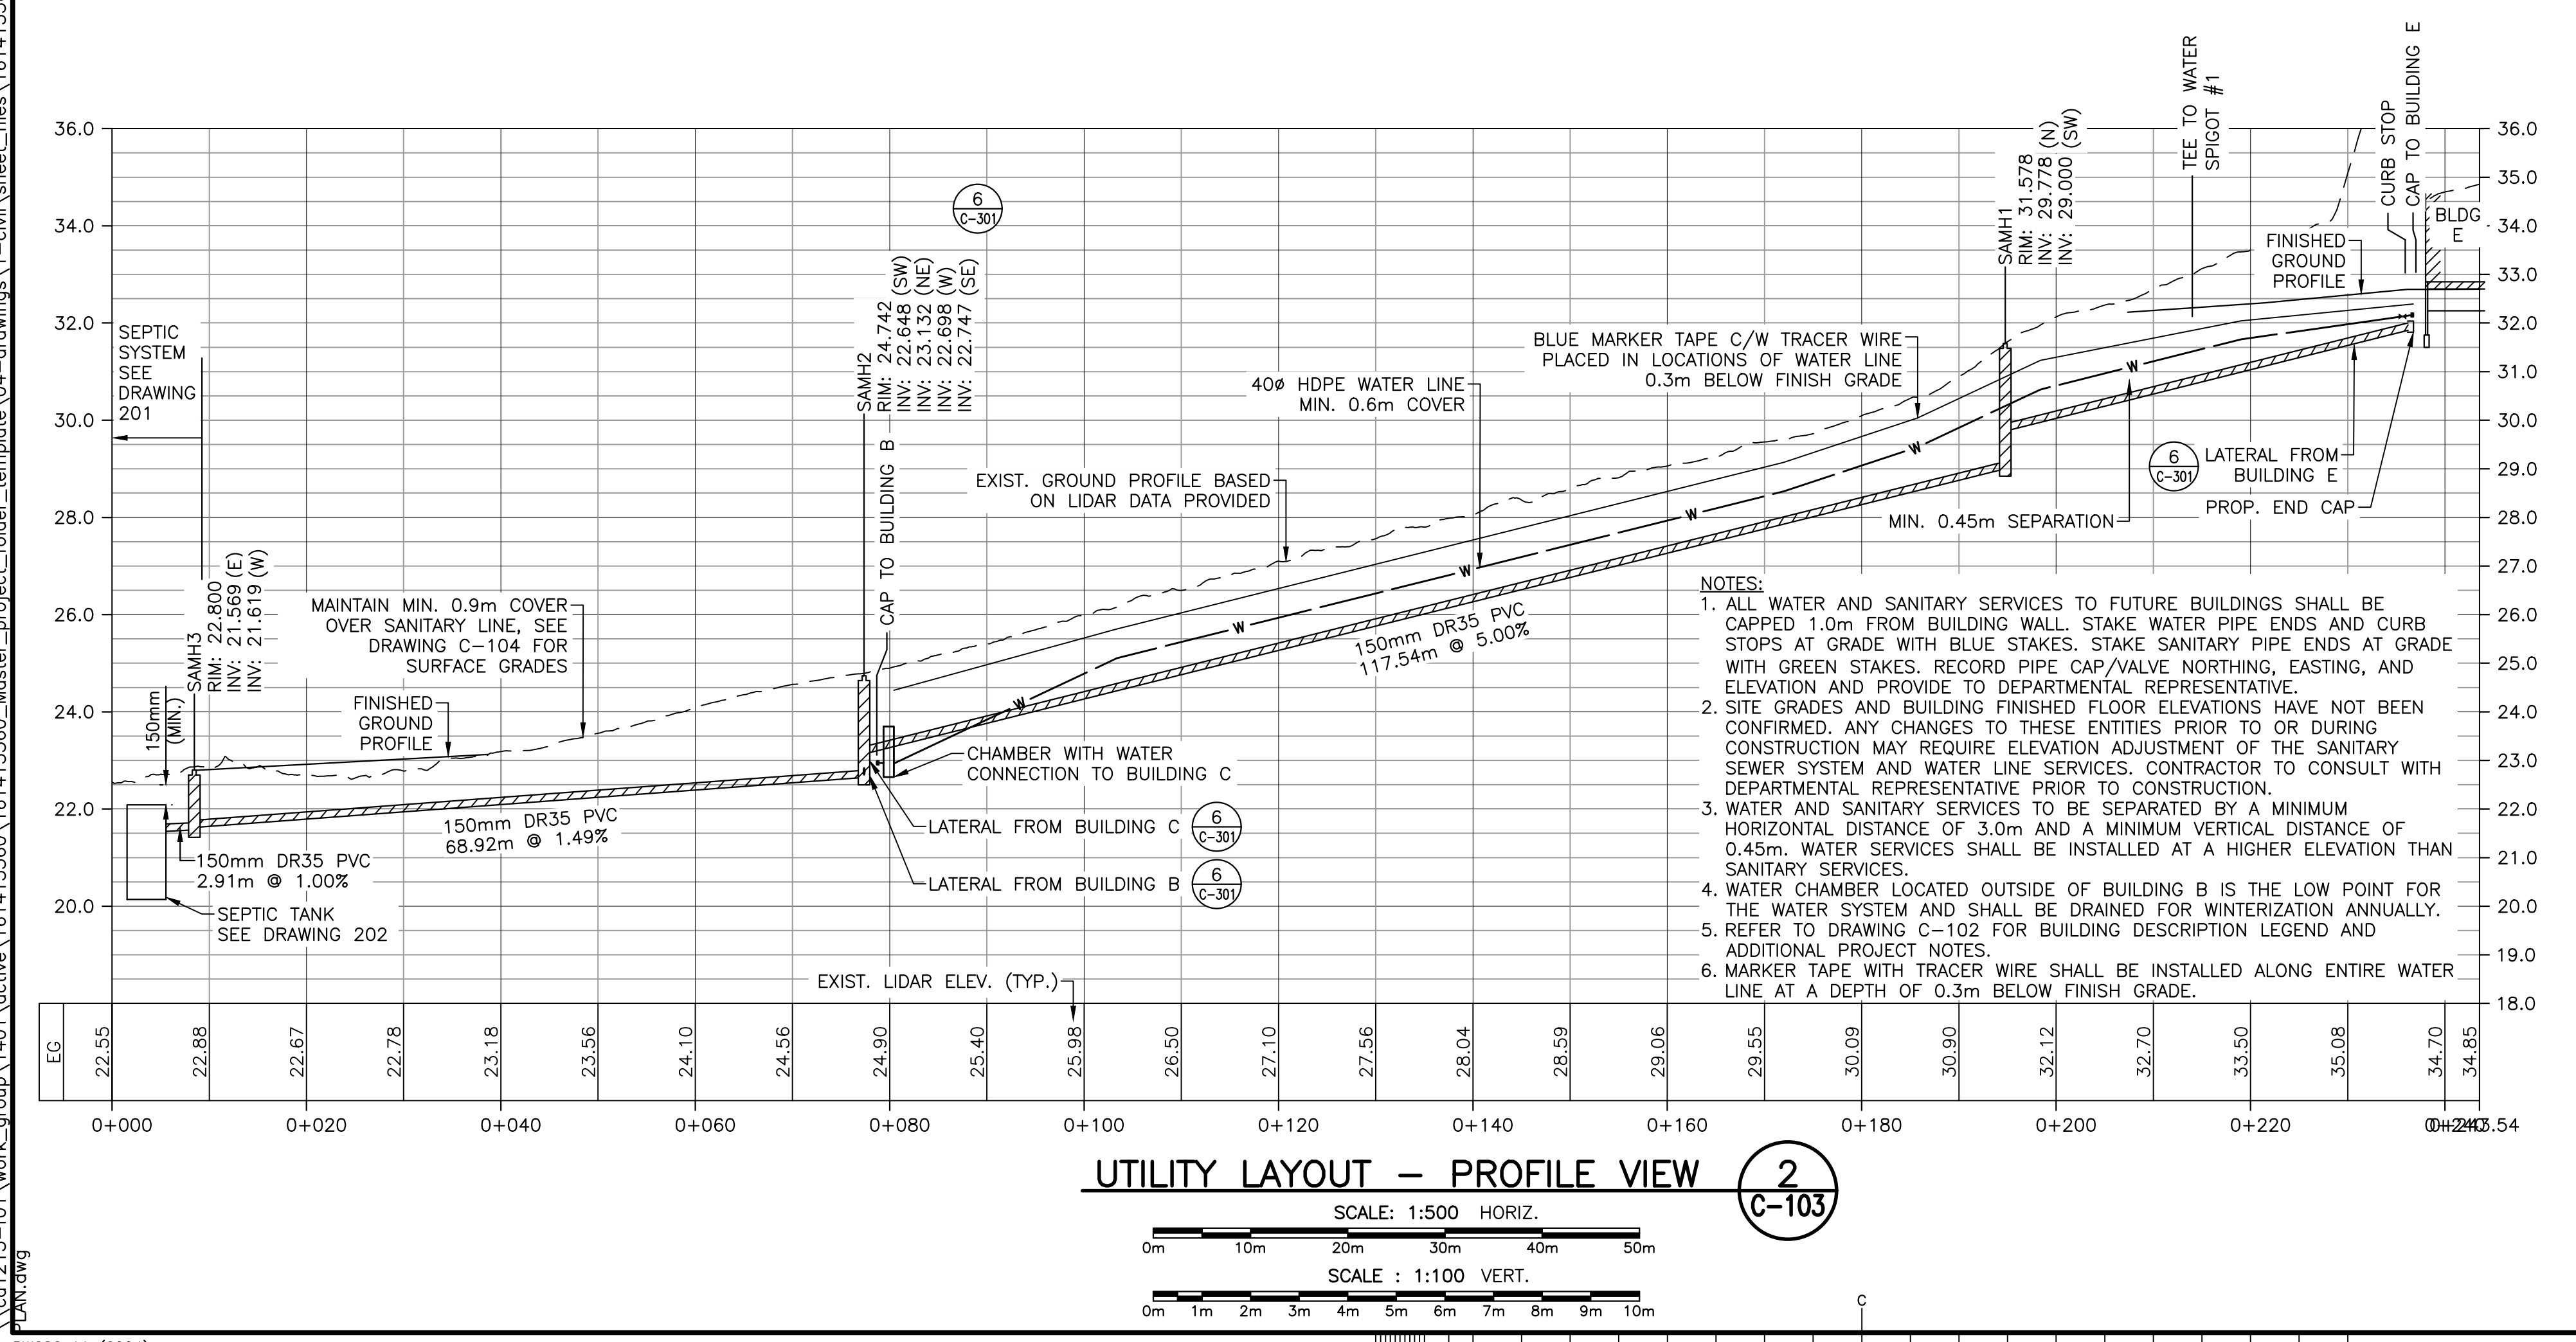 TEE TO WATER
SPIGOT #1
CURB STOP
CAP TO BUILDING E
36.0
34.0
32.0
30.0
28.0
26.0
24.0
22.0
20.0
36.0
35.0
34.0
33.0
32.0
31.0
30.0
29.0
28.0
27.0
26.0
25.0
24.0
23.0
22.0
21.0
20.0
19.0
18.0
6
C-301
SAMH1
RIM: 31.578
INV: 29.778 (N)
INV: 29.000 (SW)
BLDG
E
FINISHED
GROUND
PROFILE
SEPTIC
SYSTEM
SEE
DRAWING
201
SAMH2
RIM: 24.742
INV: 22.648 (SW)
INV: 23.132 (NE)
INV: 22.698 (W)
INV: 22.747 (SE)
CAP TO BUILDING B
BLUE MARKER TAPE C/W TRACER WIRE
PLACED IN LOCATIONS OF WATER LINE
0.3m BELOW FINISH GRADE
40ø HDPE WATER LINE
MIN. 0.6m COVER
EXIST. GROUND PROFILE BASED
ON LIDAR DATA PROVIDED
6
C-301
LATERAL FROM
BUILDING E
PROP. END CAP
MIN. 0.45m SEPARATION
W
W
W
W
W
W
150mm
(MIN.)
SAMH3
RIM: 22.800
INV: 21.569 (E)
INV: 21.619 (W)
MAINTAIN MIN. 0.9m COVER
OVER SANITARY LINE, SEE
DRAWING C-104 FOR
SURFACE GRADES
FINISHED
GROUND
PROFILE
150mm DR35 PVC
117.54m @ 5.00%
CHAMBER WITH WATER
CONNECTION TO BUILDING C
LATERAL FROM BUILDING C
6
C-301
LATERAL FROM BUILDING B
6
C-301
150mm DR35 PVC
68.92m @ 1.49%
150mm DR35 PVC
2.91m @ 1.00%
SEPTIC TANK
SEE DRAWING 202
NOTES:
1. ALL WATER AND SANITARY SERVICES TO FUTURE BUILDINGS SHALL BE
CAPPED 1.0m FROM BUILDING WALL. STAKE WATER PIPE ENDS AND CURB
STOPS AT GRADE WITH BLUE STAKES. STAKE SANITARY PIPE ENDS AT GRADE
WITH GREEN STAKES. RECORD PIPE CAP/VALVE NORTHING, EASTING, AND
ELEVATION AND PROVIDE TO DEPARTMENTAL REPRESENTATIVE.
2. SITE GRADES AND BUILDING FINISHED FLOOR ELEVATIONS HAVE NOT BEEN
CONFIRMED. ANY CHANGES TO THESE ENTITIES PRIOR TO OR DURING
CONSTRUCTION MAY REQUIRE ELEVATION ADJUSTMENT OF THE SANITARY
SEWER SYSTEM AND WATER LINE SERVICES. CONTRACTOR TO CONSULT WITH
DEPARTMENTAL REPRESENTATIVE PRIOR TO CONSTRUCTION.
3. WATER AND SANITARY SERVICES TO BE SEPARATED BY A MINIMUM
HORIZONTAL DISTANCE OF 3.0m AND A MINIMUM VERTICAL DISTANCE OF
0.45m. WATER SERVICES SHALL BE INSTALLED AT A HIGHER ELEVATION THAN
SANITARY SERVICES.
4. WATER CHAMBER LOCATED OUTSIDE OF BUILDING B IS THE LOW POINT FOR
THE WATER SYSTEM AND SHALL BE DRAINED FOR WINTERIZATION ANNUALLY.
5. REFER TO DRAWING C-102 FOR BUILDING DESCRIPTION LEGEND AND
ADDITIONAL PROJECT NOTES.
6. MARKER TAPE WITH TRACER WIRE SHALL BE INSTALLED ALONG ENTIRE WATER
LINE AT A DEPTH OF 0.3m BELOW FINISH GRADE.
EXIST. LIDAR ELEV. (TYP.)
EG
22.55 22.88 22.67 22.78 23.18 23.56 24.10 24.56 24.90 25.40 25.98 26.50 27.10 27.56 28.04 28.59 29.06 29.55 30.09 30.90 32.12 32.70 33.50 35.08 34.70 34.85
0+000 0+020 0+040 0+060 0+080 0+100 0+120 0+140 0+160 0+180 0+200 0+220 0+240 0+243.54
UTILITY LAYOUT - PROFILE VIEW
2
C-103
SCALE: 1:500 HORIZ.
0m 10m 20m 30m 40m 50m
SCALE : 1:100 VERT.
0m 1m 2m 3m 4m 5m 6m 7m 8m 9m 10m
C
PLAN.dwg